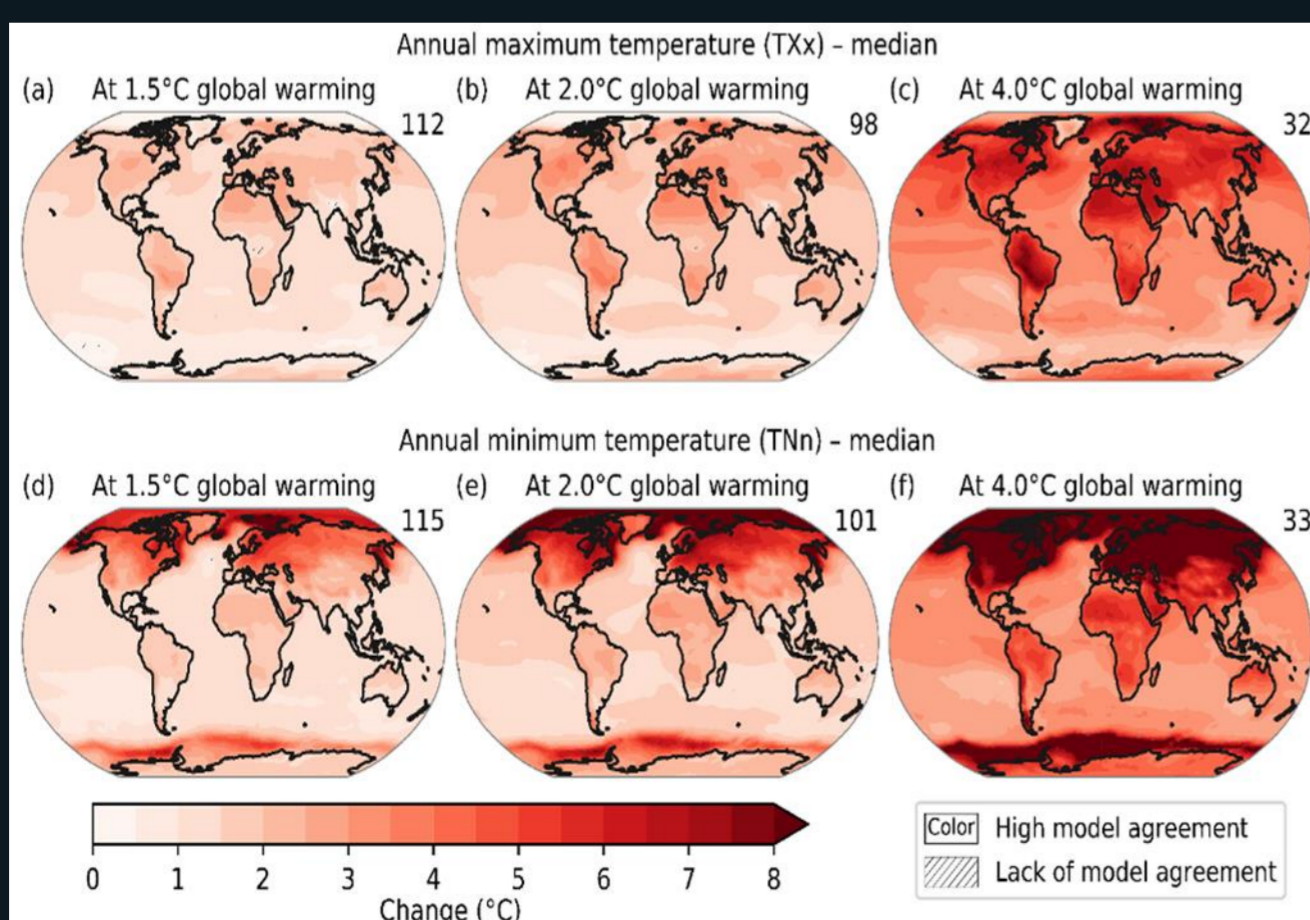 Annual maximum temperature (TXx) – median
(a) At 1.5°C global warming
112
(b) At 2.0°C global warming
98
(c) At 4.0°C global warming
32
Annual minimum temperature (TNn) – median
(d) At 1.5°C global warming
115
(e) At 2.0°C global warming
101
(f) At 4.0°C global warming
33
0 1 2 3 4 5 6 7 8
Change (°C)
Color High model agreement
Lack of model agreement